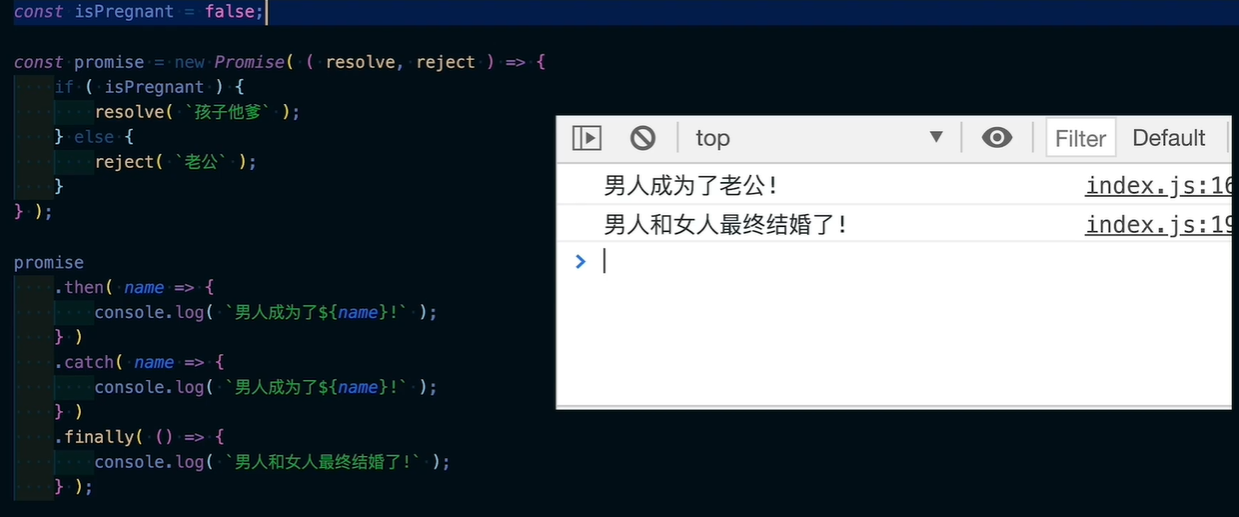 const isPregnant = false;
const promise = new Promise( ( resolve, reject ) => {
if ( isPregnant ) {
resolve( `孩子他爹` );
} else {
reject( `老公` );
}
} );
promise
.then( name => {
console.log( `男人成为了${name}!` );
} )
.catch( name => {
console.log( `男人成为了${name}!` );
} )
.finally( () => {
console.log( `男人和女人最终结婚了!` );
} );
top ▼ Filter Default
男人成为了老公! index.js:16
男人和女人最终结婚了! index.js:19
>